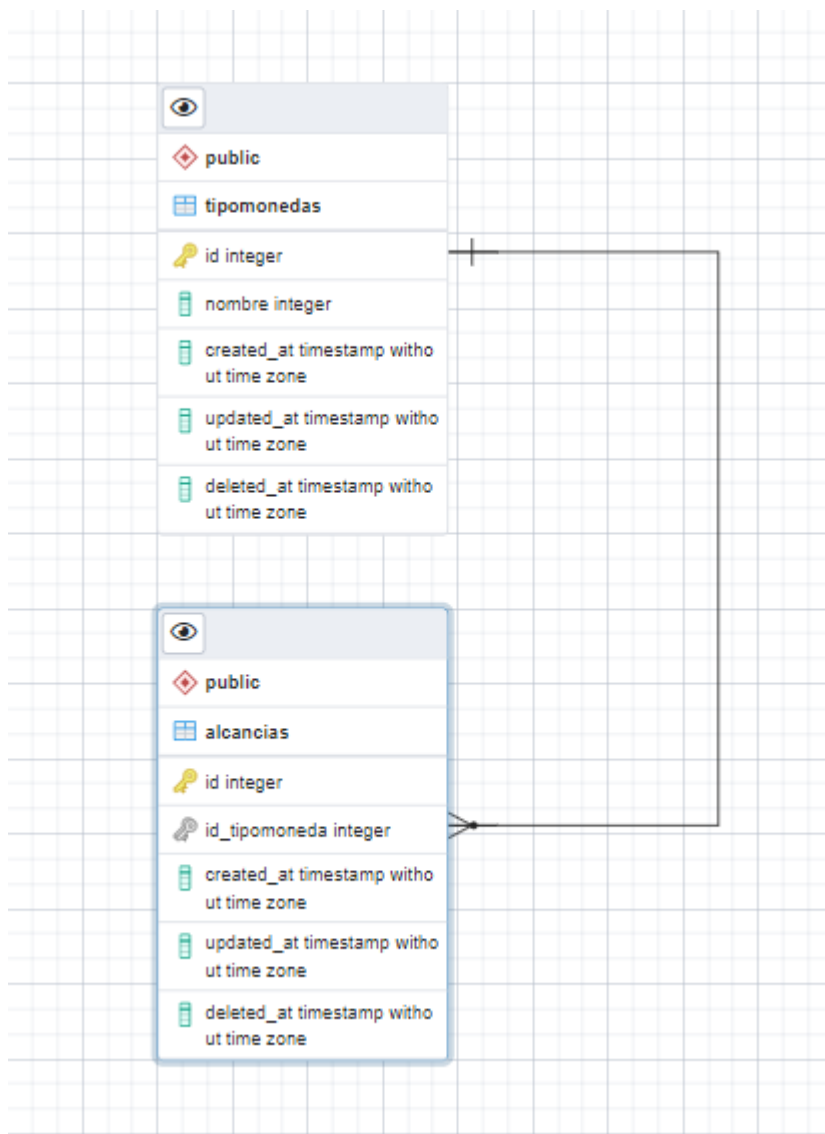 public
tipomonedas
id integer
nombre integer
created_at timestamp witho
ut time zone
updated_at timestamp witho
ut time zone
deleted_at timestamp witho
ut time zone
public
alcancias
id integer
id_tipomoneda integer
created_at timestamp witho
ut time zone
updated_at timestamp witho
ut time zone
deleted_at timestamp witho
ut time zone